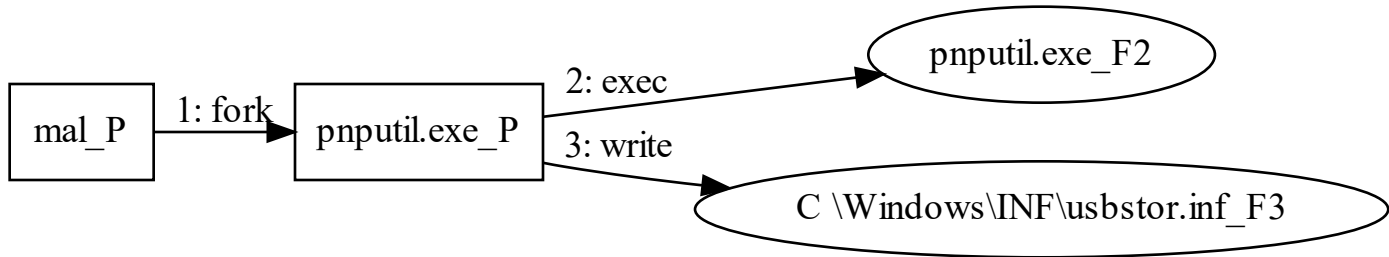 mal_P
1: fork
pnputil.exe_P
2: exec
pnputil.exe_F2
3: write
C \Windows\INF\usbstor.inf_F3